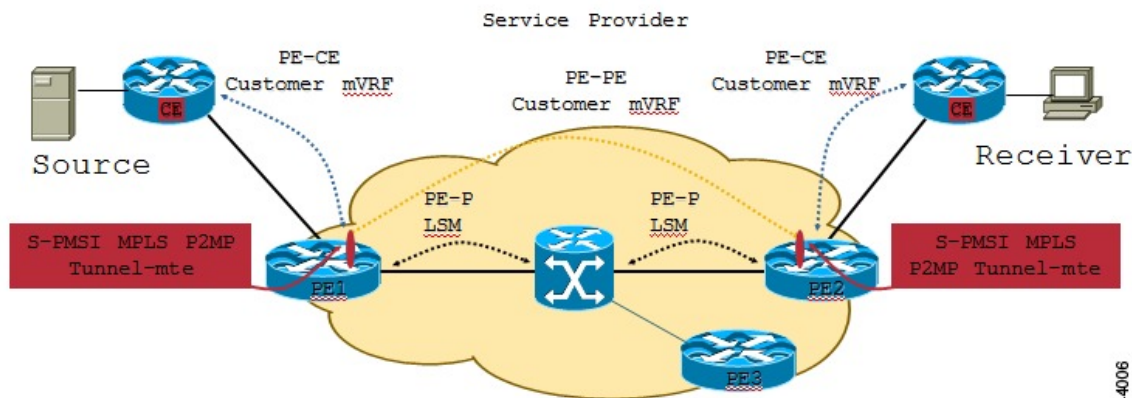 Service Provider
PE-CE
Customer mVRF
PE-PE
Customer mVRF
PE-CE
Customer mVRF
CE
CE
Source
Receiver
PE-P
LSM
PE-P
LSM
S-PMSI MPLS P2MP
Tunnel-mte
S-PMSI MPLS
P2MP Tunnel-mte
PE1
PE2
PE3